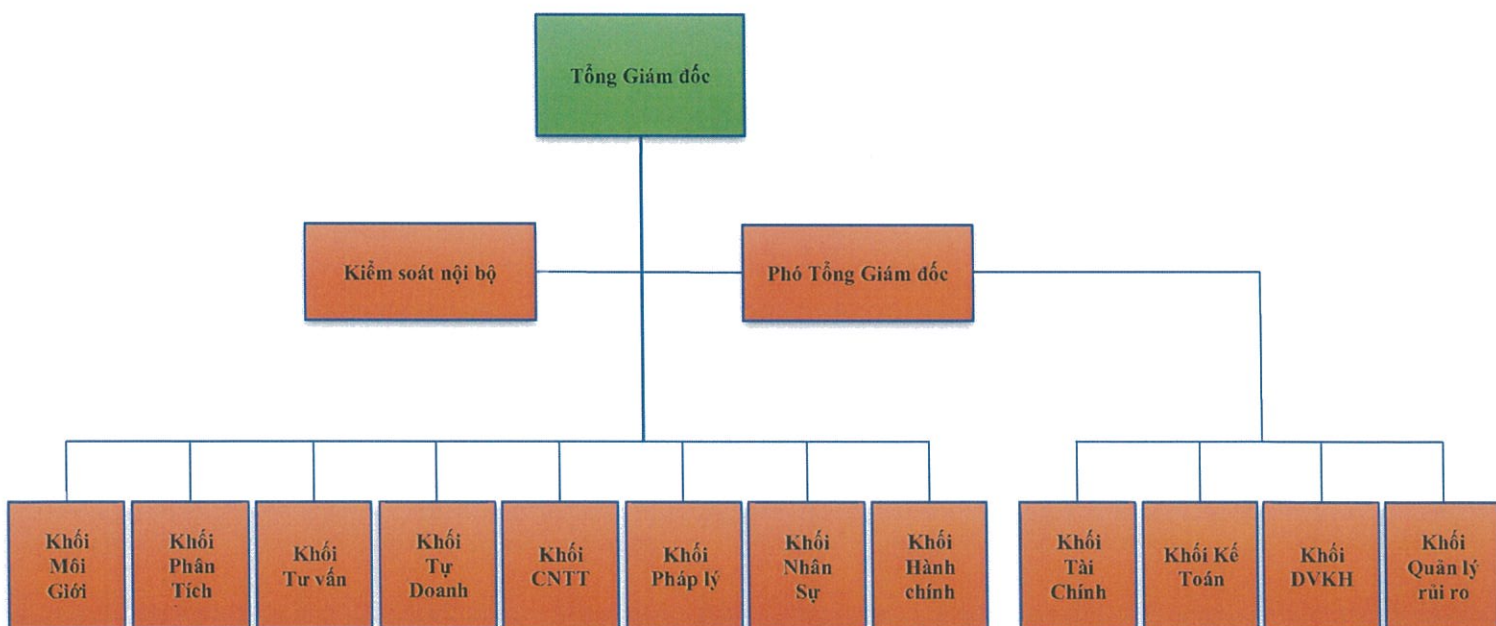 Tổng Giám đốc
Kiểm soát nội bộ
Phó Tổng Giám đốc
Khối
Môi
Giới
Khối
Phân
Tích
Khối
Tư vấn
Khối
Tự
Doanh
Khối
CNTT
Khối
Pháp lý
Khối
Nhân
Sự
Khối
Hành
chính
Khối
Tài
Chính
Khối Kế
Toán
Khối
DVKH
Khối
Quản lý
rủi ro